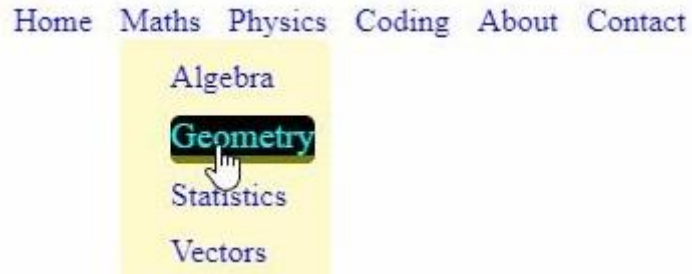 Home Maths Physics Coding About Contact
Algebra
Geometry
Statistics
Vectors